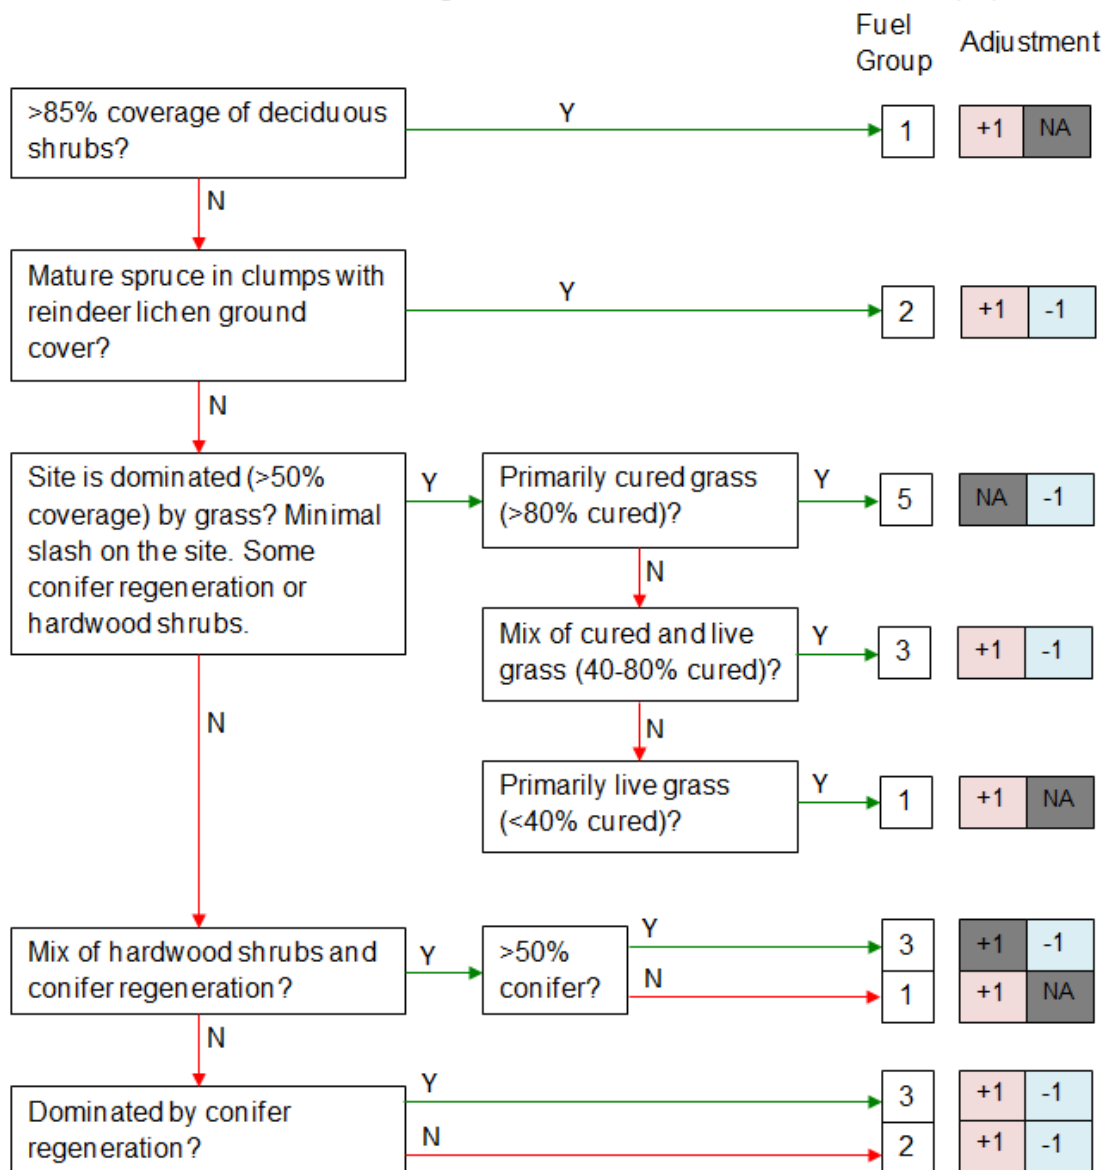 Fuel
Group
Adjustment
>85% coverage of deciduous
shrubs?
Y
1
+1
NA
N
Mature spruce in clumps with
reindeer lichen ground
cover?
Y
2
+1
-1
N
Site is dominated (>50%
coverage) by grass? Minimal
slash on the site. Some
conifer regeneration or
hardwood shrubs.
Y
Primarily cured grass
(>80% cured)?
Y
5
NA
-1
N
Mix of cured and live
grass (40-80% cured)?
Y
3
+1
-1
N
N
Primarily live grass
(<40% cured)?
Y
1
+1
NA
Mix of hardwood shrubs and
conifer regeneration?
Y
>50%
conifer?
Y
3
+1
-1
N
1
+1
NA
N
Dominated by conifer
regeneration?
Y
3
+1
-1
N
2
+1
-1